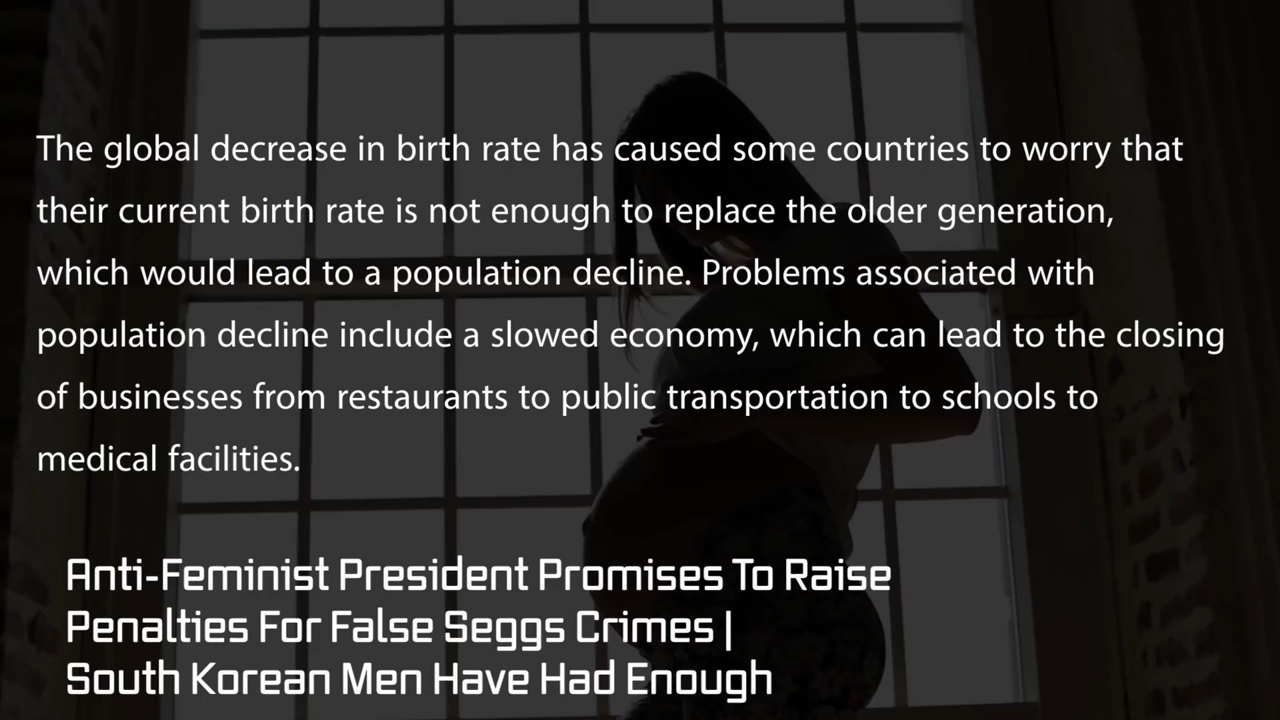 The global decrease in birth rate has caused some countries to worry that
their current birth rate is not enough to replace the older generation,
which would lead to a population decline. Problems associated with
population decline include a slowed economy, which can lead to the closing
of businesses from restaurants to public transportation to schools to
medical facilities.
Anti-Feminist President Promises To Raise
Penalties For False Seggs Crimes |
South Korean Men Have Had Enough